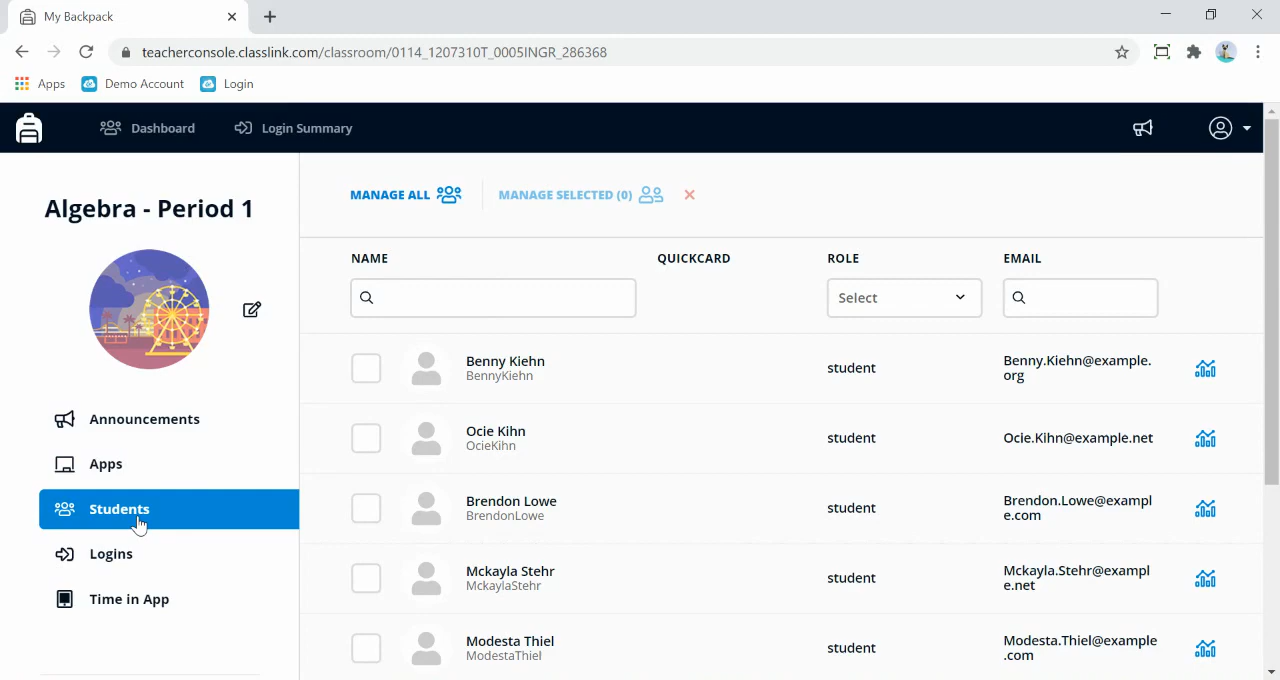 My Backpack
teacherconsole.classlink.com/classroom/0114_1207310T_0005INGR_286368
Apps Demo Account Login
Dashboard Login Summary
Algebra - Period 1
Announcements
Apps
Students
Logins
Time in App
MANAGE ALL MANAGE SELECTED (0)
NAME QUICKCARD ROLE EMAIL
Select
Benny Kiehn
BennyKiehn
student
Benny.Kiehn@example.
org
Ocie Kihn
OcieKihn
student
Ocie.Kihn@example.net
Brendon Lowe
BrendonLowe
student
Brendon.Lowe@exampl
e.com
Mckayla Stehr
MckaylaStehr
student
Mckayla.Stehr@exampl
e.net
Modesta Thiel
ModestaThiel
student
Modesta.Thiel@example
.com